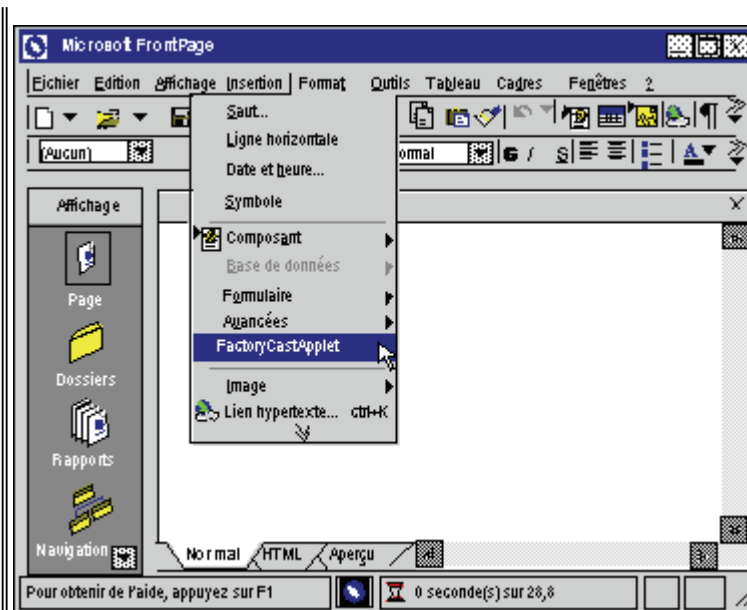 Microsoft FrontPage
Fichier Edition Affichage Insertion Format Outils Tableau Cadres Fenêtres ?
(Aucun) ormal G I S A
Affichage
Page
Dossiers
Rapports
Navigation
Saut...
Ligne horizontale
Date et heure...
Symbole
Composant
Base de données
Formulaire
Avancées
FactoryCastApplet
Image
Lien hypertexte... ctrl+K
Normal HTML Aperçu
Pour obtenir de l'aide, appuyez sur F1 0 seconde(s) sur 28,8